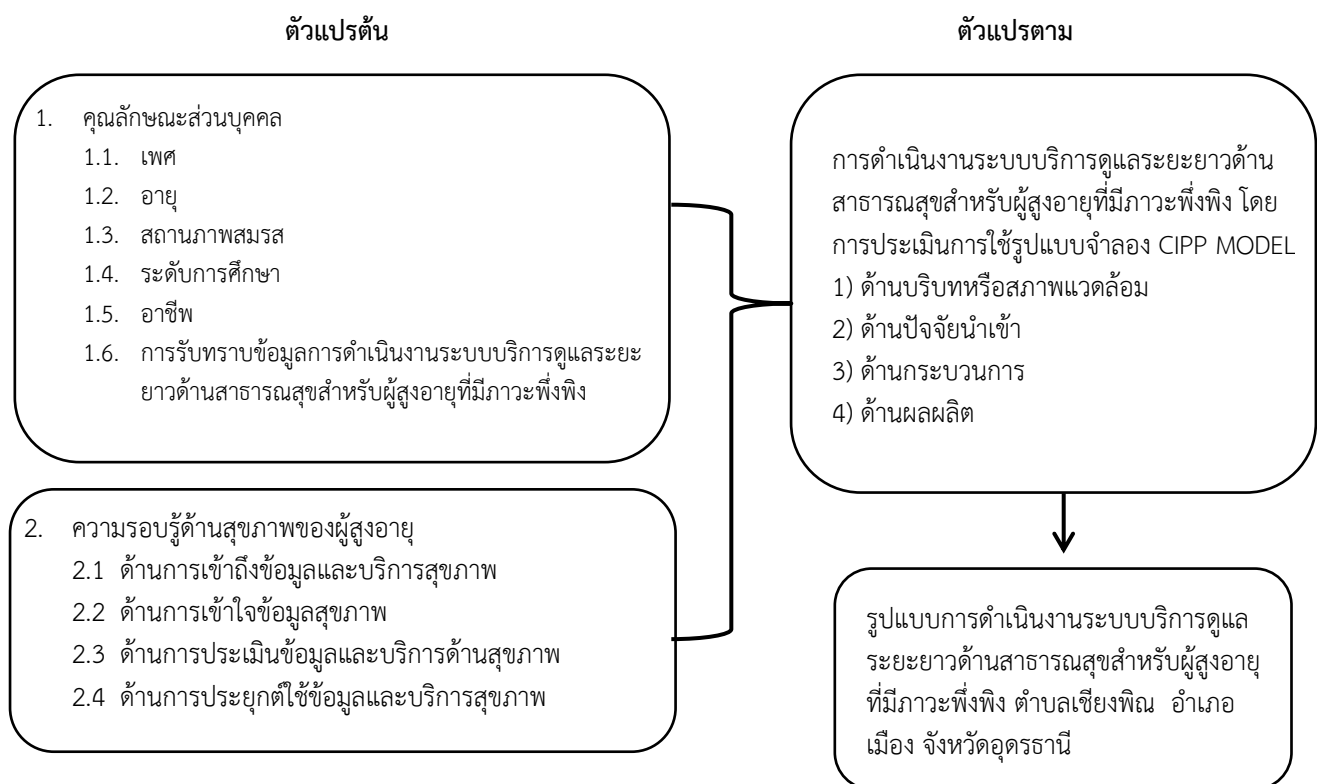 ตัวแปรต้น
ตัวแปรตาม
1. คุณลักษณะส่วนบุคคล
1.1. เพศ
1.2. อายุ
1.3. สถานภาพสมรส
1.4. ระดับการศึกษา
1.5. อาชีพ
1.6. การรับทราบข้อมูลการดำเนินงานระบบบริการดูแลระยะ
ยาวด้านสาธารณสุขสำหรับผู้สูงอายุที่มีภาวะพึ่งพิง
2. ความรอบรู้ด้านสุขภาพของผู้สูงอายุ
2.1 ด้านการเข้าถึงข้อมูลและบริการสุขภาพ
2.2 ด้านการเข้าใจข้อมูลสุขภาพ
2.3 ด้านการประเมินข้อมูลและบริการด้านสุขภาพ
2.4 ด้านการประยุกต์ใช้ข้อมูลและบริการสุขภาพ
การดำเนินงานระบบบริการดูแลระยะยาวด้าน
สาธารณสุขสำหรับผู้สูงอายุที่มีภาวะพึ่งพิง โดย
การประเมินการใช้รูปแบบจำลอง CIPP MODEL
1) ด้านบริบทหรือสภาพแวดล้อม
2) ด้านปัจจัยนำเข้า
3) ด้านกระบวนการ
4) ด้านผลผลิต
รูปแบบการดำเนินงานระบบบริการดูแล
ระยะยาวด้านสาธารณสุขสำหรับผู้สูงอายุ
ที่มีภาวะพึ่งพิง ตำบลเชียงพิณ อำเภอ
เมือง จังหวัดอุดรธานี